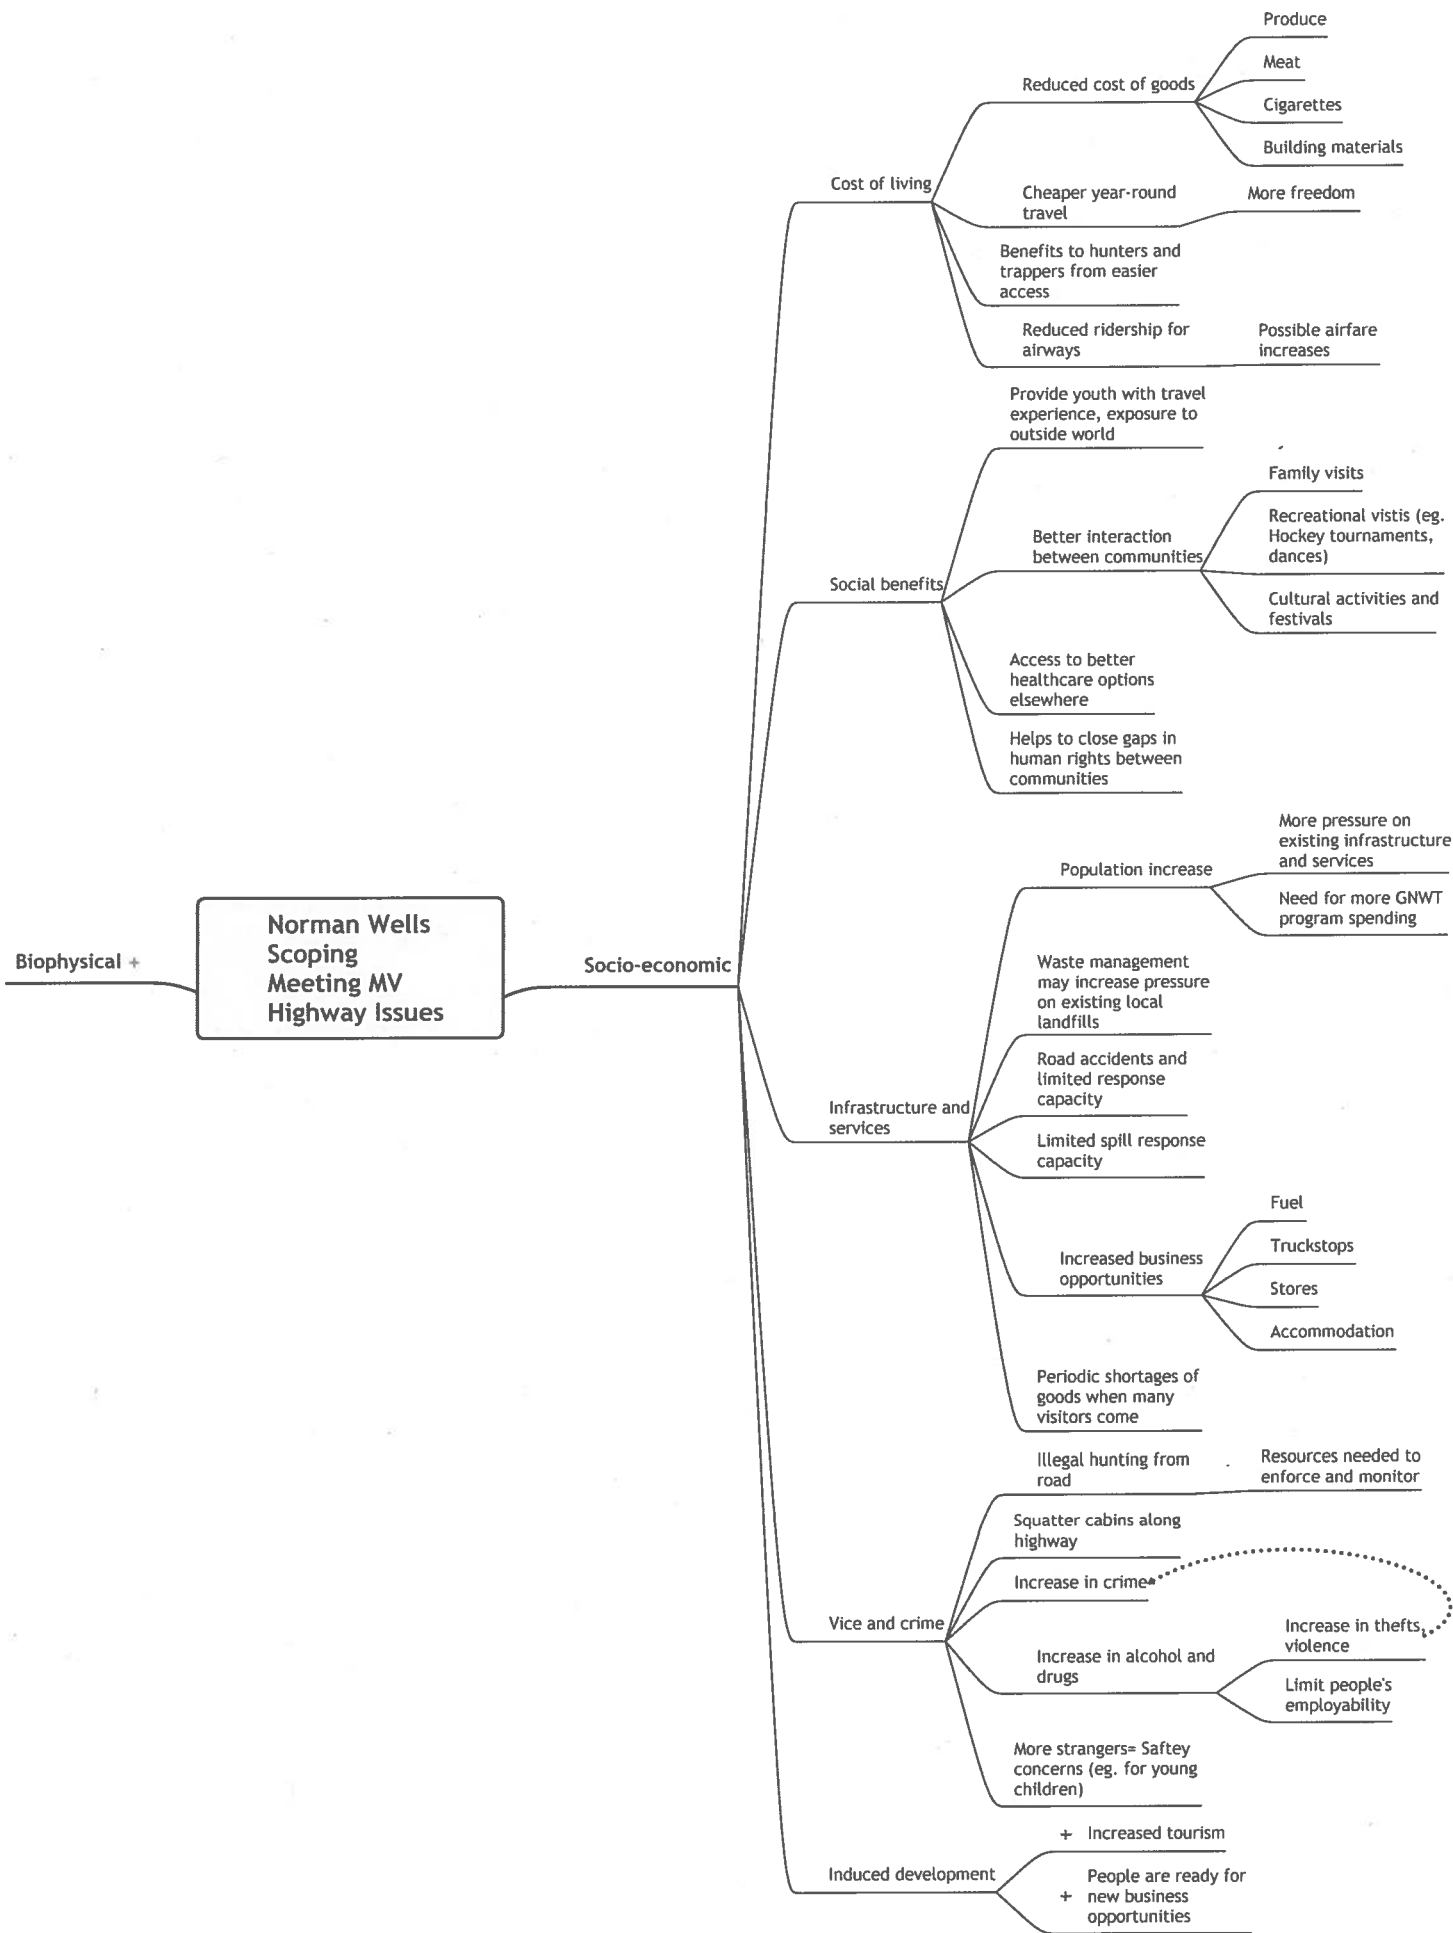 Produce
Meat
Reduced cost of goods
Cigarettes
Building materials
Cost of living
Cheaper year-round
travel
More freedom
Benefits to hunters and
trappers from easier
access
Reduced ridership for
airways
Possible airfare
increases
Provide youth with travel
experience, exposure to
outside world
Family visits
Better interaction
between communities
Recreational vistis (eg.
Hockey tournaments,
dances)
Social benefits
Cultural activities and
festivals
Access to better
healthcare options
elsewhere
Helps to close gaps in
human rights between
communities
More pressure on
existing infrastructure
and services
Population increase
Need for more GNWT
program spending
Biophysical +
Norman Wells
Scoping
Meeting MV
Highway Issues
Socio-economic
Waste management
may increase pressure
on existing local
landfills
Road accidents and
limited response
capacity
Infrastructure and
services
Limited spill response
capacity
Fuel
Truckstops
Increased business
opportunities
Stores
Accommodation
Periodic shortages of
goods when many
visitors come
Illegal hunting from
road
Resources needed to
enforce and monitor
Squatter cabins along
highway
Increase in crime
Vice and crime
Increase in thefts,
violence
Increase in alcohol and
drugs
Limit people's
employability
More strangers= Saftey
concerns (eg. for young
children)
+ Increased tourism
Induced development
People are ready for
+ new business
opportunities